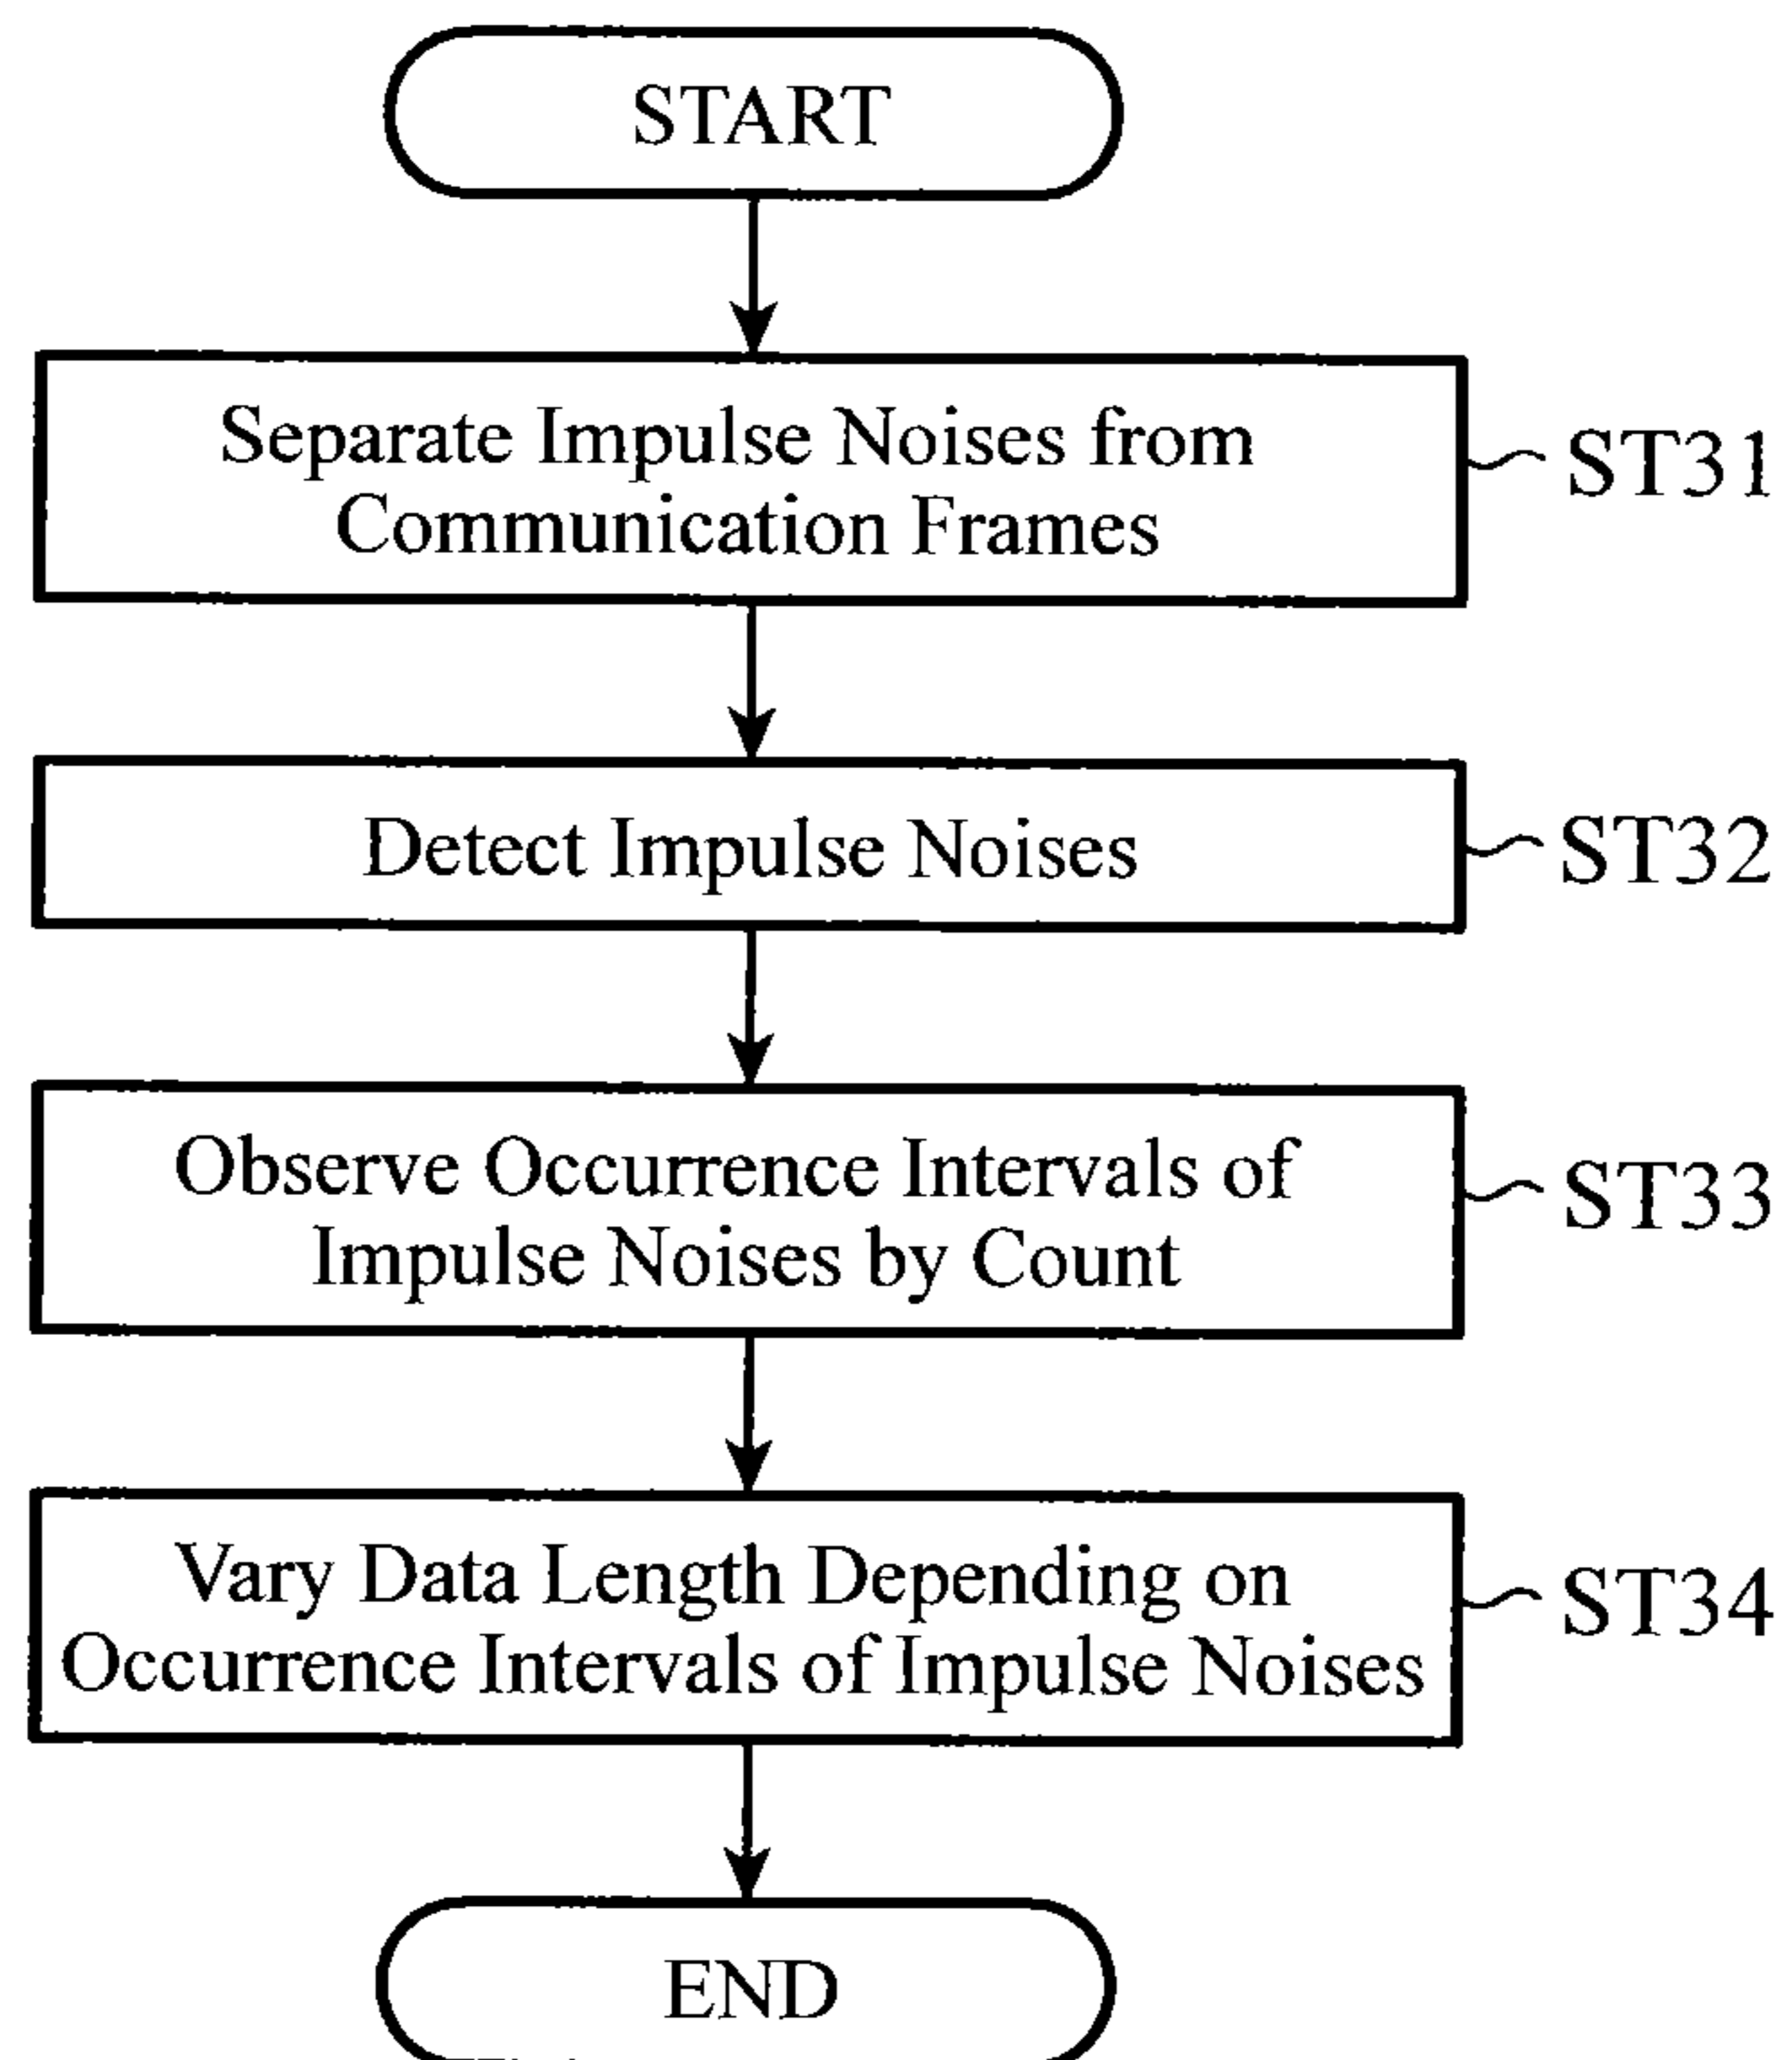 START
Separate Impulse Noises from
Communication Frames
ST31
Detect Impulse Noises
ST32
Observe Occurrence Intervals of
Impulse Noises by Count
ST33
Vary Data Length Depending on
Occurrence Intervals of Impulse Noises
ST34
END